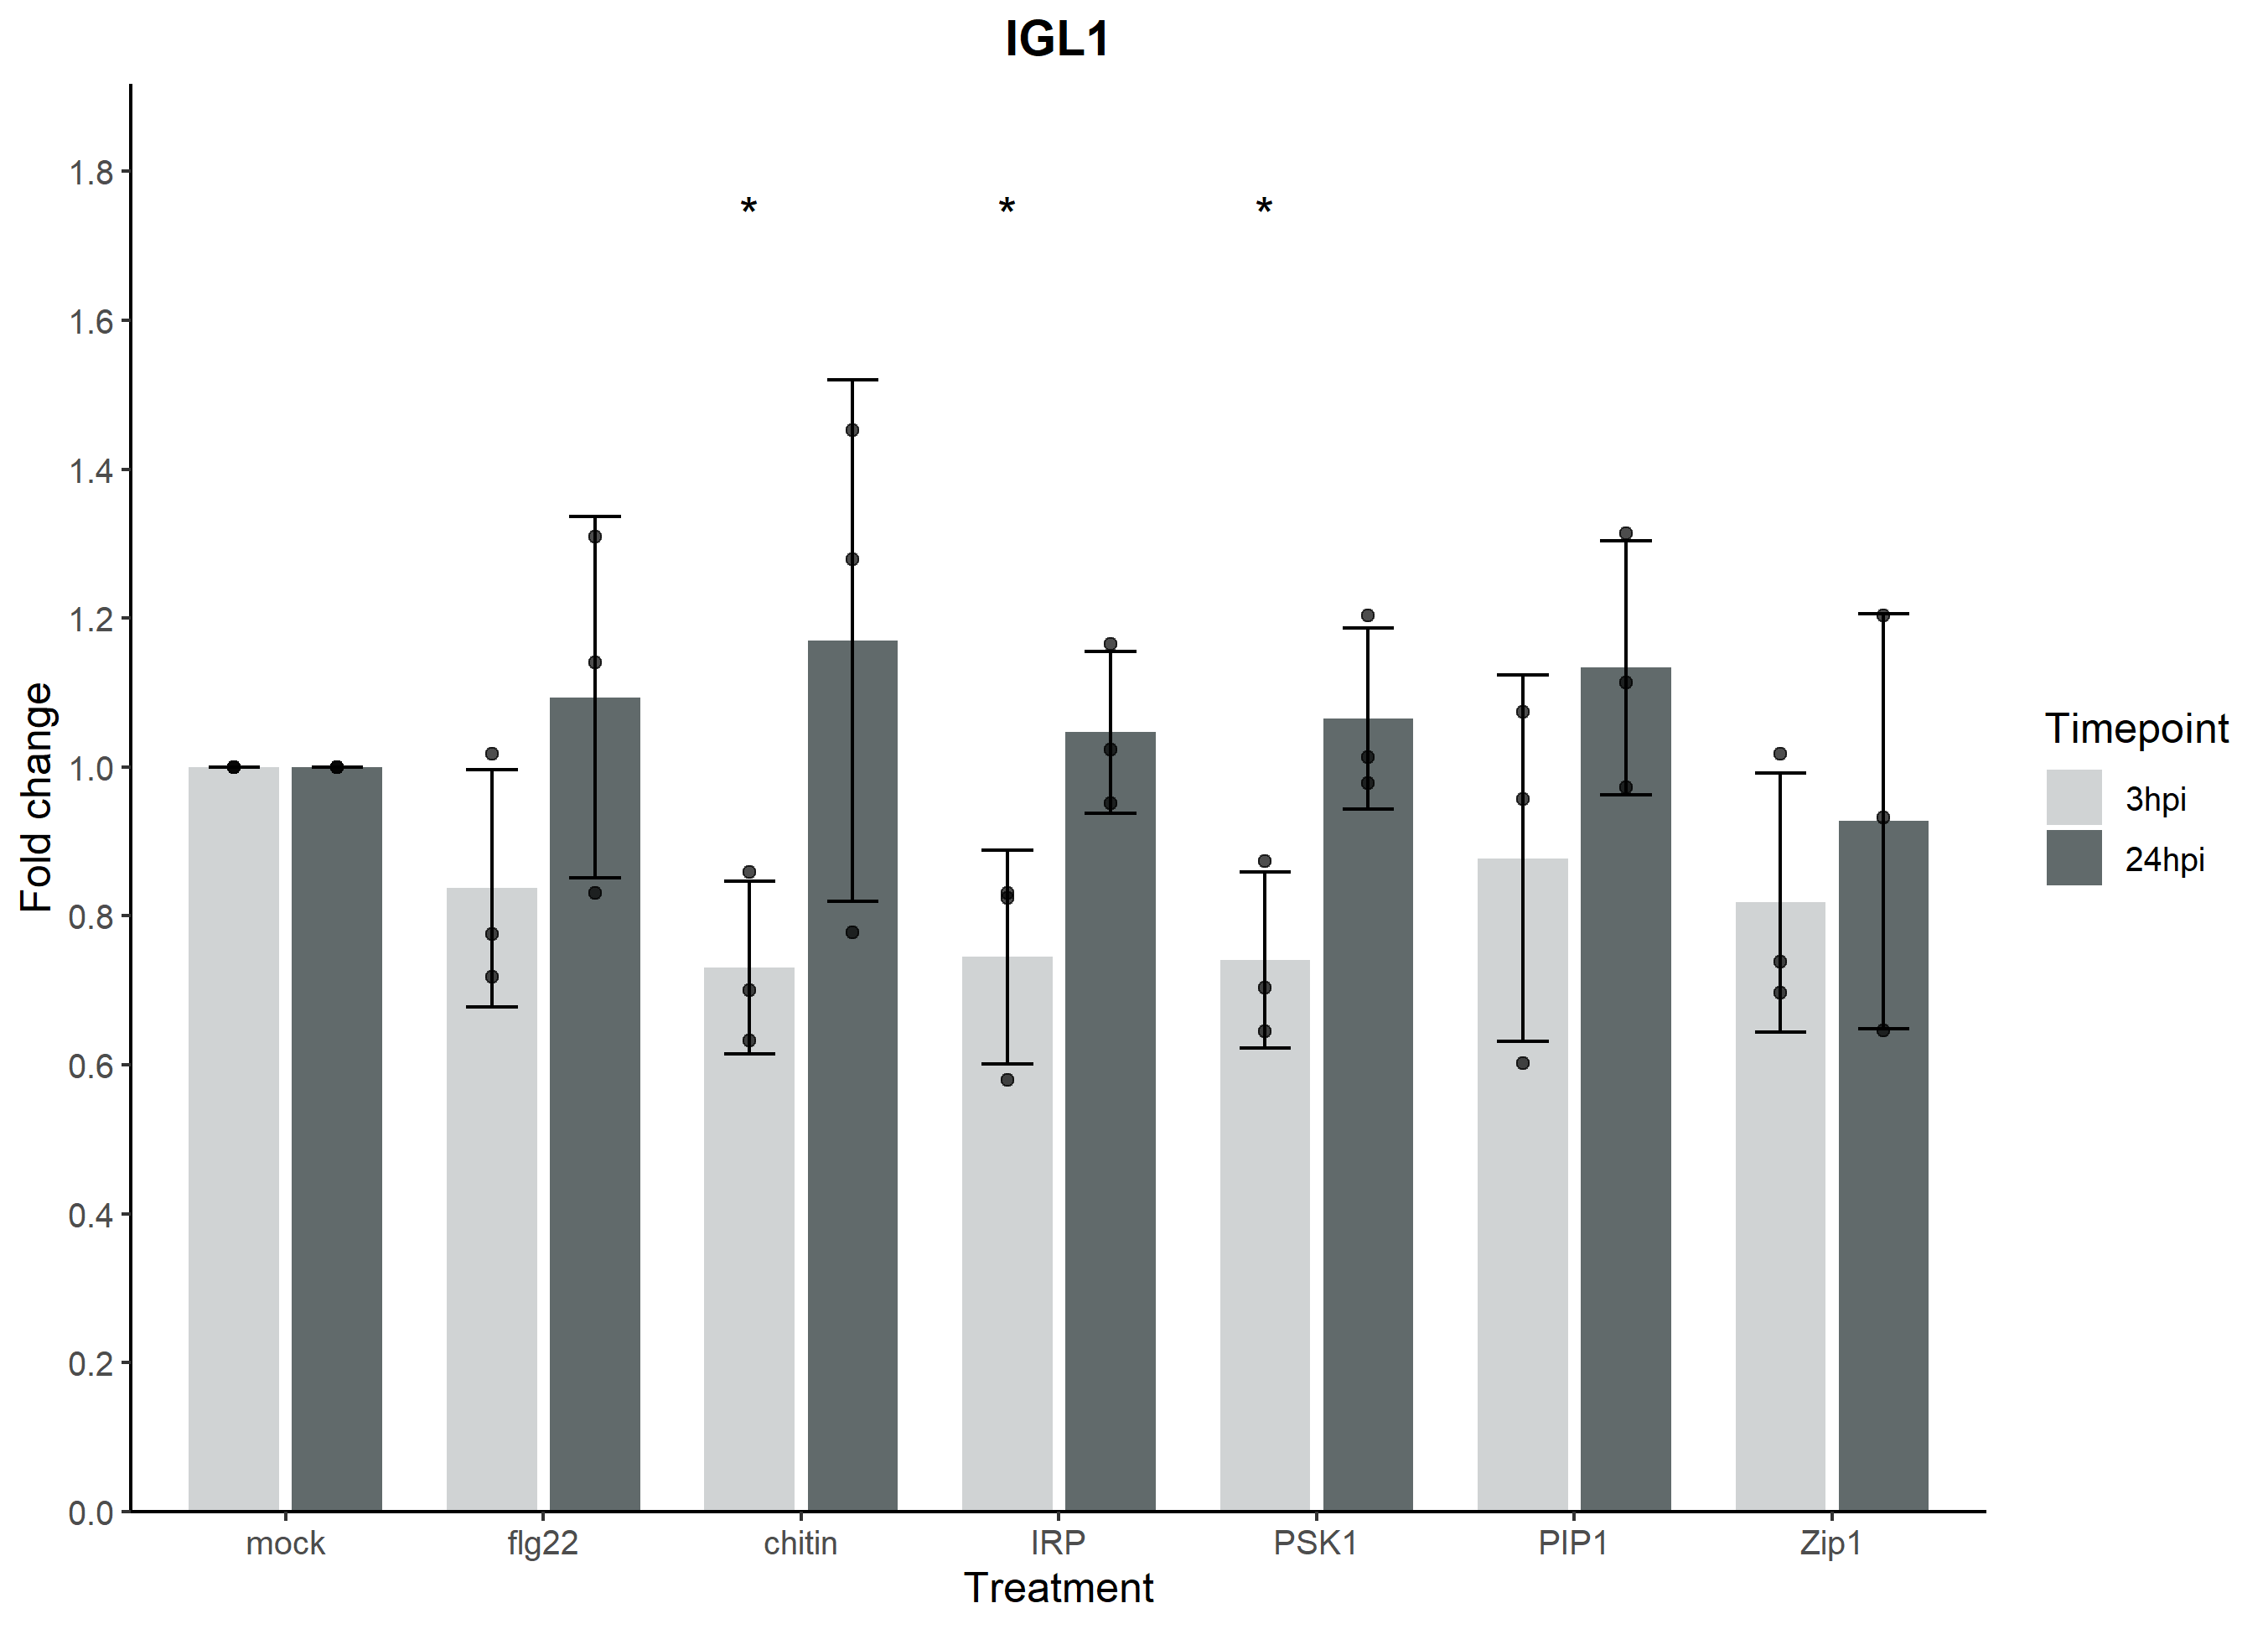 IGL1
1.8
* * *
1.6
1.4
1.2
1.0
0.8
0.6
0.4
0.2
0.0
Fold change
mock flg22 chitin IRP PSK1 PIP1 Zip1
Treatment
Timepoint
3hpi
24hpi